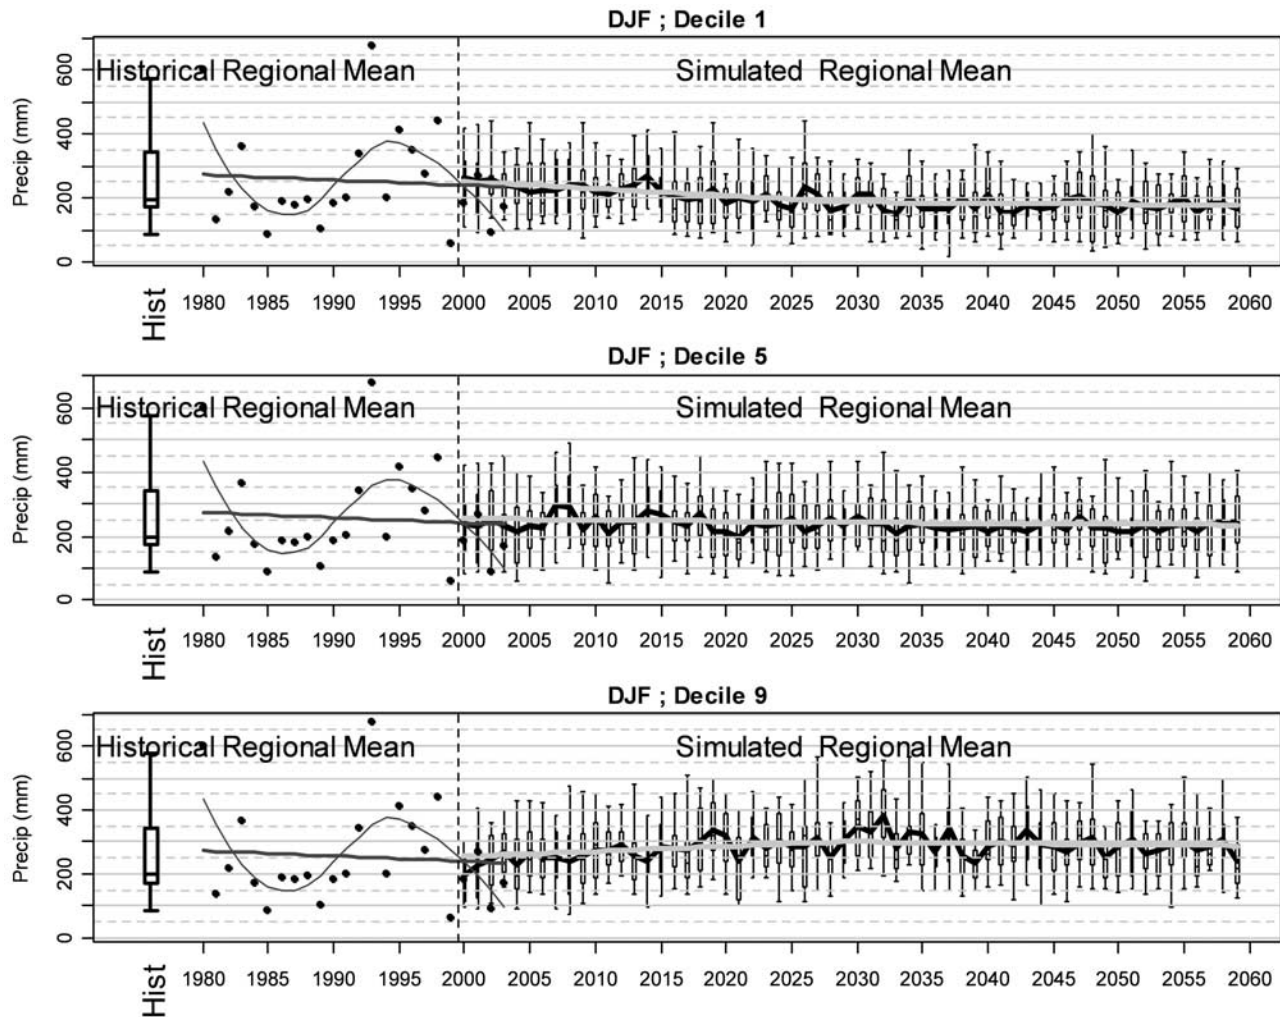 DJF ; Decile 1
Precip (mm)
0 200 400 600
Historical Regional Mean
Simulated Regional Mean
Hist
1980 1985 1990 1995 2000 2005 2010 2015 2020 2025 2030 2035 2040 2045 2050 2055 2060
DJF ; Decile 5
Precip (mm)
0 200 400 600
Historical Regional Mean
Simulated Regional Mean
Hist
1980 1985 1990 1995 2000 2005 2010 2015 2020 2025 2030 2035 2040 2045 2050 2055 2060
DJF ; Decile 9
Precip (mm)
0 200 400 600
Historical Regional Mean
Simulated Regional Mean
Hist
1980 1985 1990 1995 2000 2005 2010 2015 2020 2025 2030 2035 2040 2045 2050 2055 2060